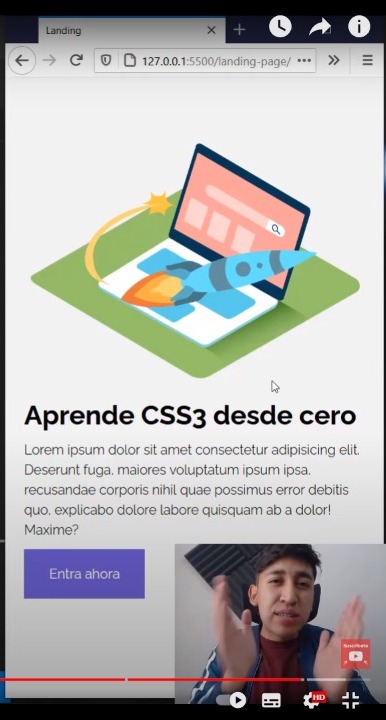 Landing
127.0.0.1:5500/landing-page/
Aprende CSS3 desde cero
Lorem ipsum dolor sit amet consectetur adipisicing elit.
Deserunt fuga, maiores voluptatum ipsum ipsa,
recusandae corporis nihil quae possimus error debitis
quo, explicabo dolore labore quisquam ab a dolor!
Maxime?
Entra ahora
Suscríbete
HD